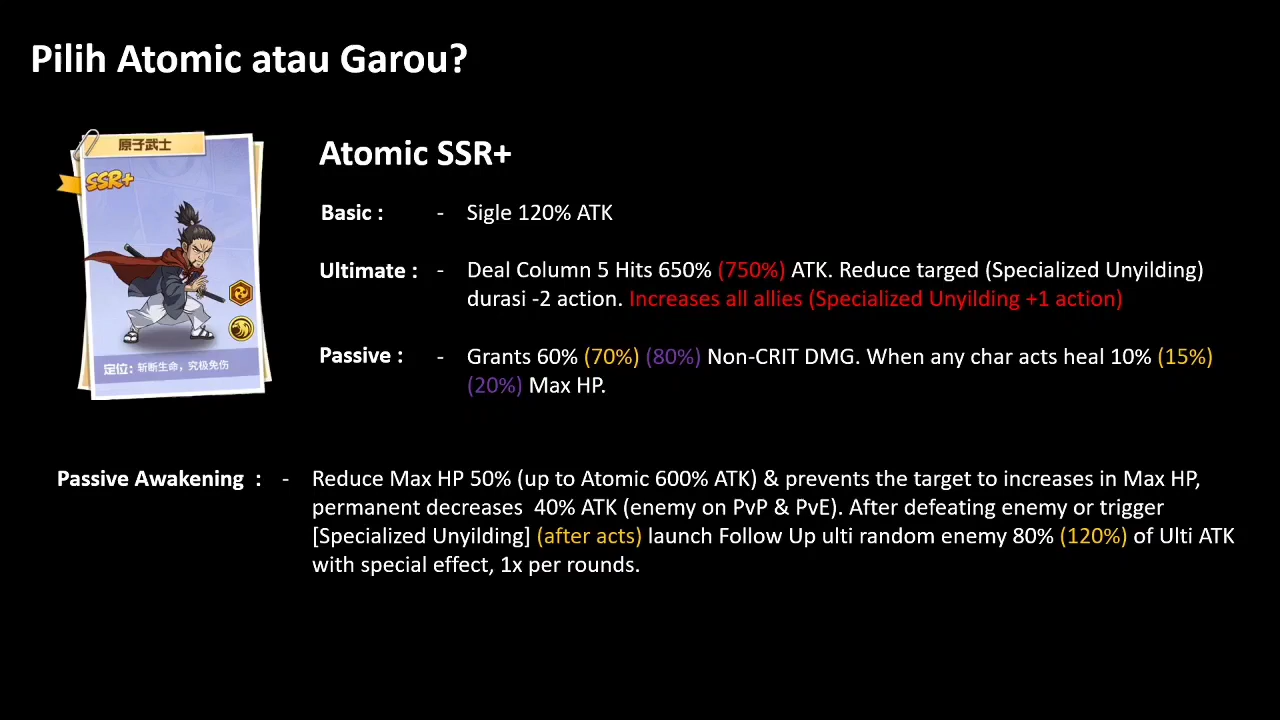 Pilih Atomic atau Garou?
原子武士
SSR+
定位：斩断生命，究极免伤
Atomic SSR+
Basic : - Sigle 120% ATK
Ultimate : - Deal Column 5 Hits 650% (750%) ATK. Reduce targed (Specialized Unyilding)
durasi -2 action. Increases all allies (Specialized Unyilding +1 action)
Passive : - Grants 60% (70%) (80%) Non-CRIT DMG. When any char acts heal 10% (15%)
(20%) Max HP.
Passive Awakening : - Reduce Max HP 50% (up to Atomic 600% ATK) & prevents the target to increases in Max HP,
permanent decreases 40% ATK (enemy on PvP & PvE). After defeating enemy or trigger
[Specialized Unyilding] (after acts) launch Follow Up ulti random enemy 80% (120%) of Ulti ATK
with special effect, 1x per rounds.